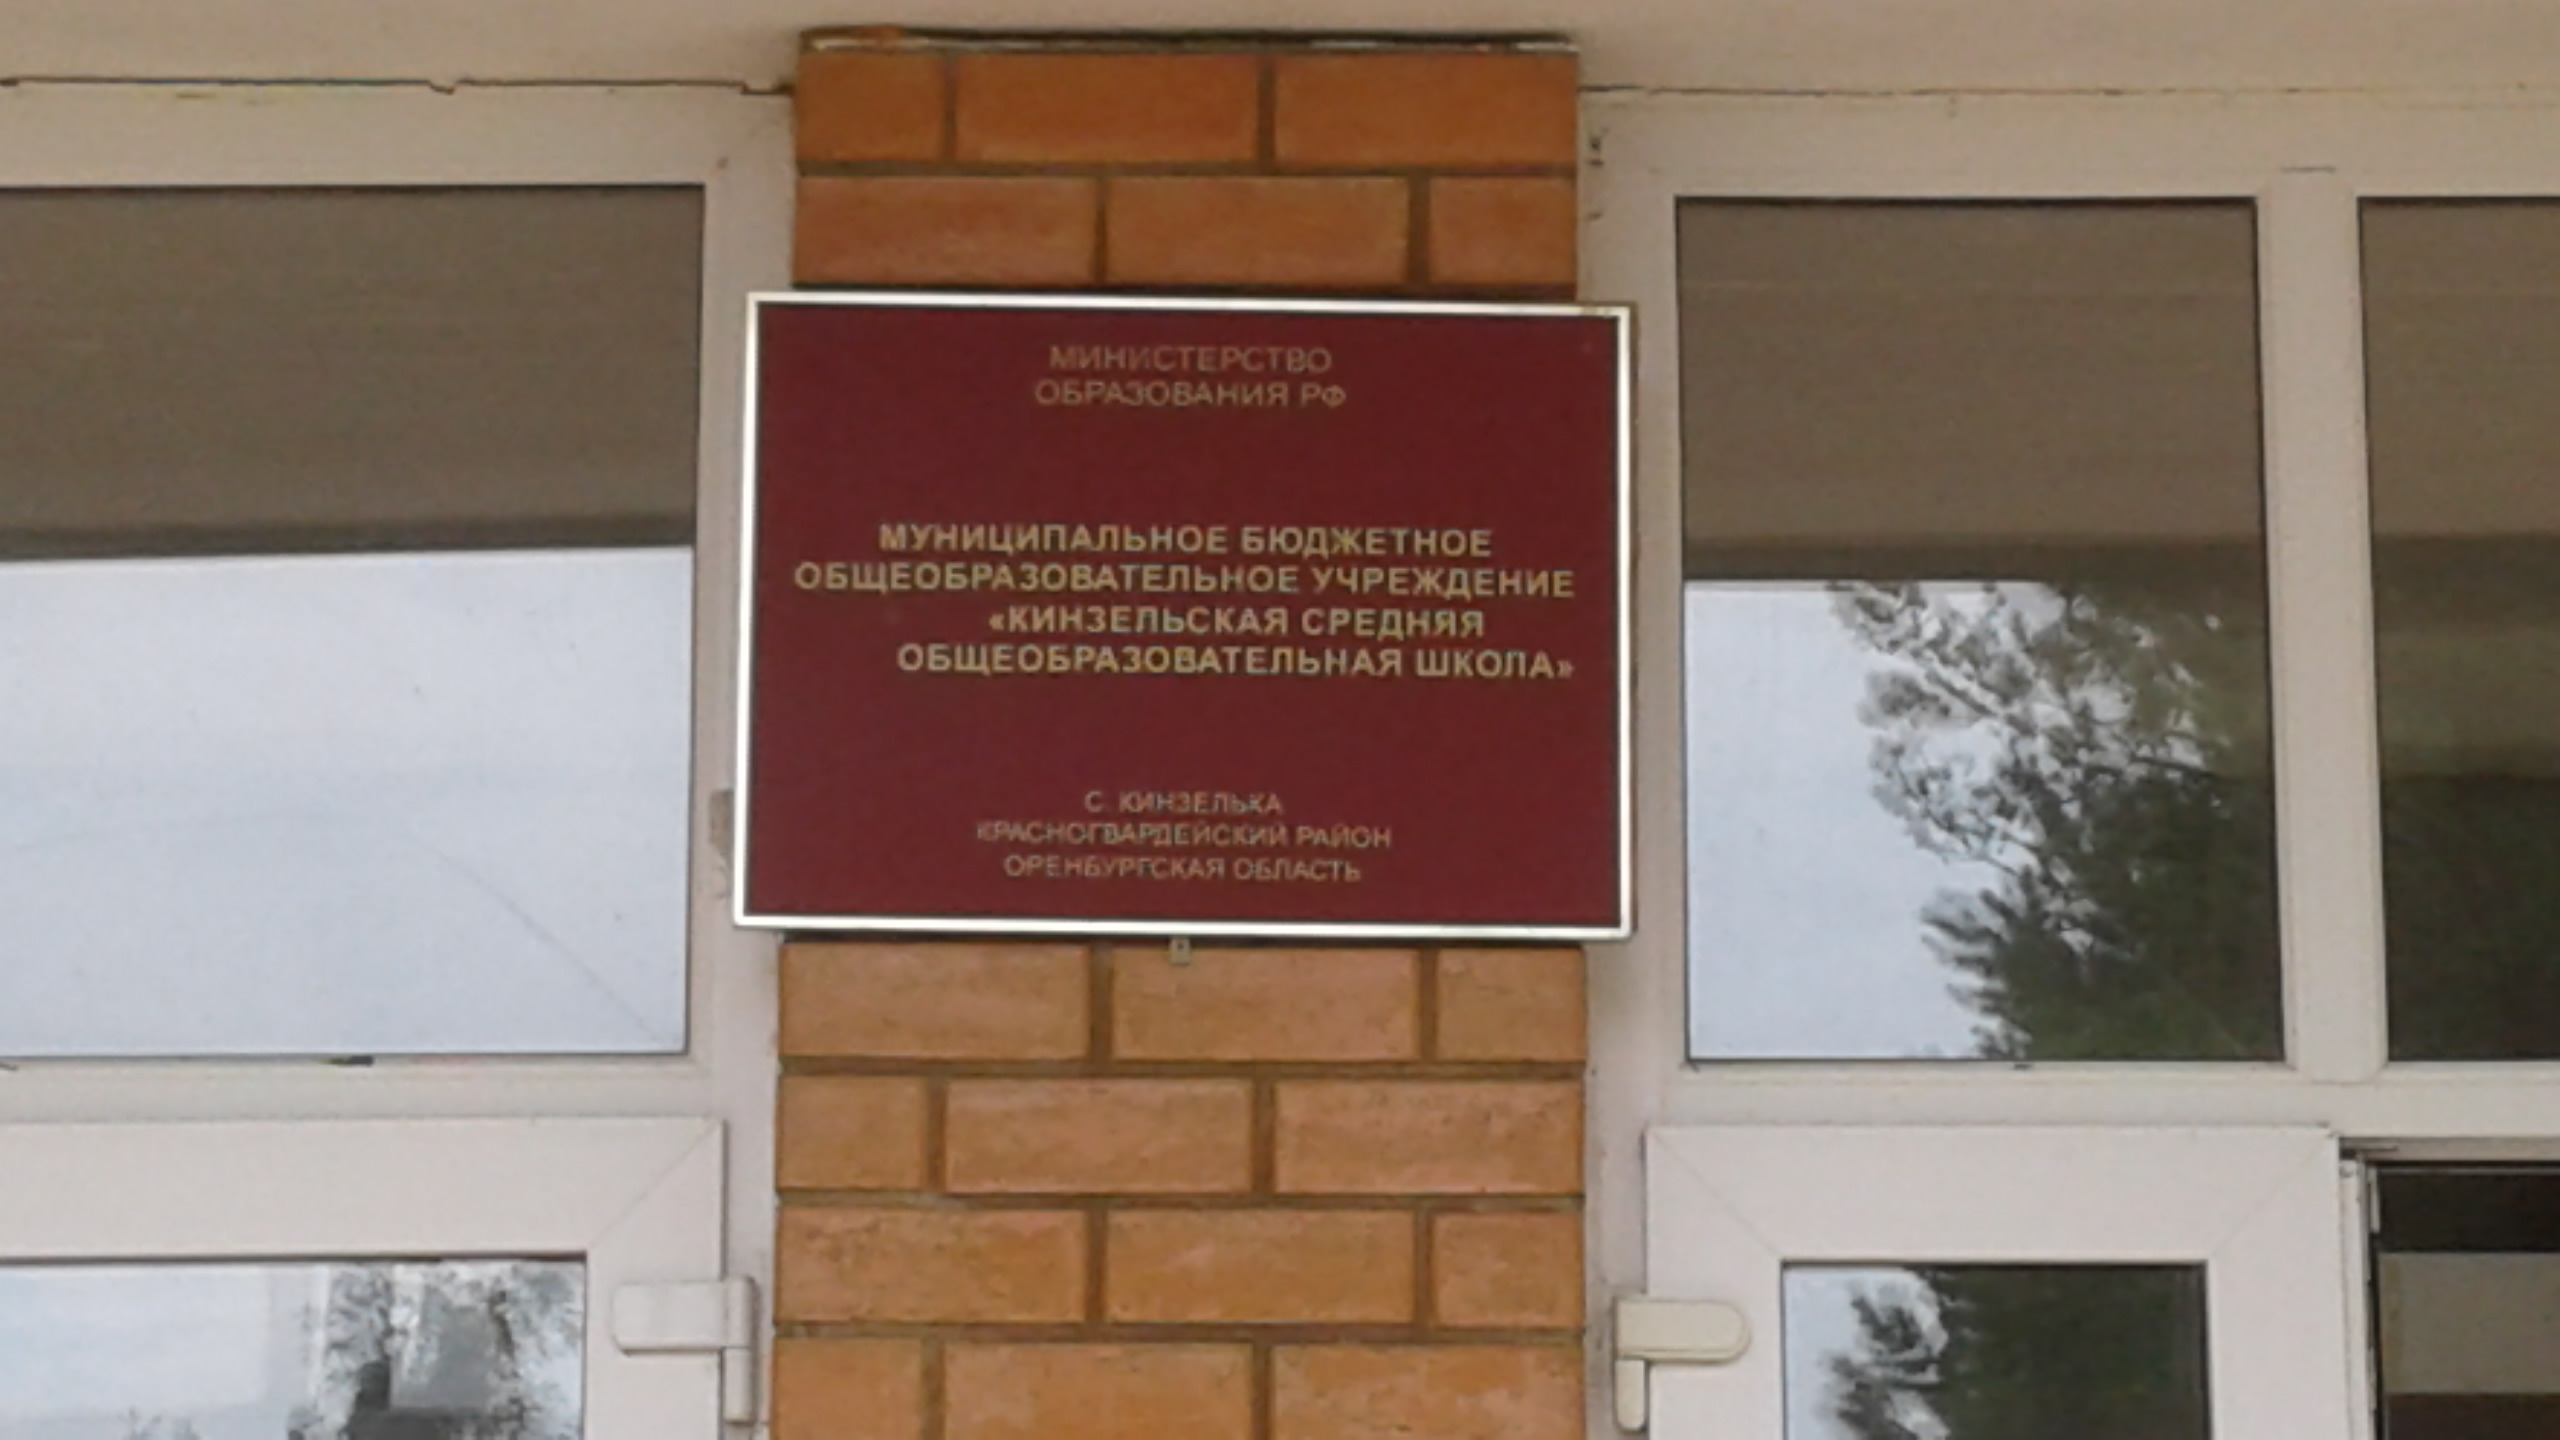 МИНИСТЕРСТВО
ОБРАЗОВАНИЯ РФ
МУНИЦИПАЛЬНОЕ БЮДЖЕТНОЕ
ОБЩЕОБРАЗОВАТЕЛЬНОЕ УЧРЕЖДЕНИЕ
«КИНЗЕЛЬСКАЯ СРЕДНЯЯ
ОБЩЕОБРАЗОВАТЕЛЬНАЯ ШКОЛА»
С. КИНЗЕЛЬКА
КРАСНОГВАРДЕЙСКИЙ РАЙОН
ОРЕНБУРГСКАЯ ОБЛАСТЬ